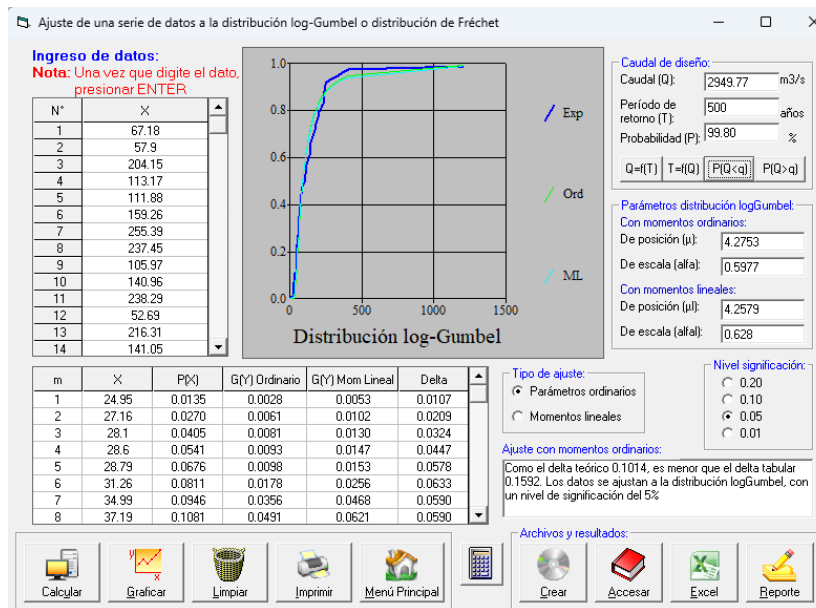 Ajuste de una serie de datos a la distribución log-Gumbel o distribución de Fréchet
Ingreso de datos:
Nota: Una vez que digite el dato,
presionar ENTER
N° X
1 67.18
2 57.9
3 204.15
4 113.17
5 111.88
6 159.26
7 255.39
8 237.45
9 105.97
10 140.96
11 238.29
12 52.69
13 216.31
14 141.05
1.0
0.8
0.6
0.4
0.2
0.0
0 500 1000 1500
Exp
Ord
ML
Distribución log-Gumbel
Caudal de diseño:
Caudal (Q): 2949.77 m3/s
Período de
retorno (T): 500 años
Probabilidad (P): 99.80 %
Q=f(T) T=f(Q) P(Q<q) P(Q>q)
Parámetros distribución logGumbel:
Con momentos ordinarios:
De posición (µ): 4.2753
De escala (alfa): 0.5977
Con momentos lineales:
De posición (µl): 4.2579
De escala (alfal): 0.628
m X P(X) G(Y) Ordinario G(Y) Mom Lineal Delta
1 24.95 0.0135 0.0028 0.0053 0.0107
2 27.16 0.0270 0.0061 0.0102 0.0209
3 28.1 0.0405 0.0081 0.0130 0.0324
4 28.6 0.0541 0.0093 0.0147 0.0447
5 28.79 0.0676 0.0098 0.0153 0.0578
6 31.26 0.0811 0.0178 0.0256 0.0633
7 34.99 0.0946 0.0356 0.0468 0.0590
8 37.19 0.1081 0.0491 0.0621 0.0590
Tipo de ajuste:
Parámetros ordinarios
Momentos lineales
Nivel significación:
0.20
0.10
0.05
0.01
Ajuste con momentos ordinarios:
Como el delta teórico 0.1014, es menor que el delta tabular
0.1592. Los datos se ajustan a la distribución logGumbel, con
un nivel de significación del 5%
Calcular
y
x
Graficar
Limpiar
Imprimir
Menú Principal
Archivos y resultados:
Crear
Accesar
Excel
Reporte